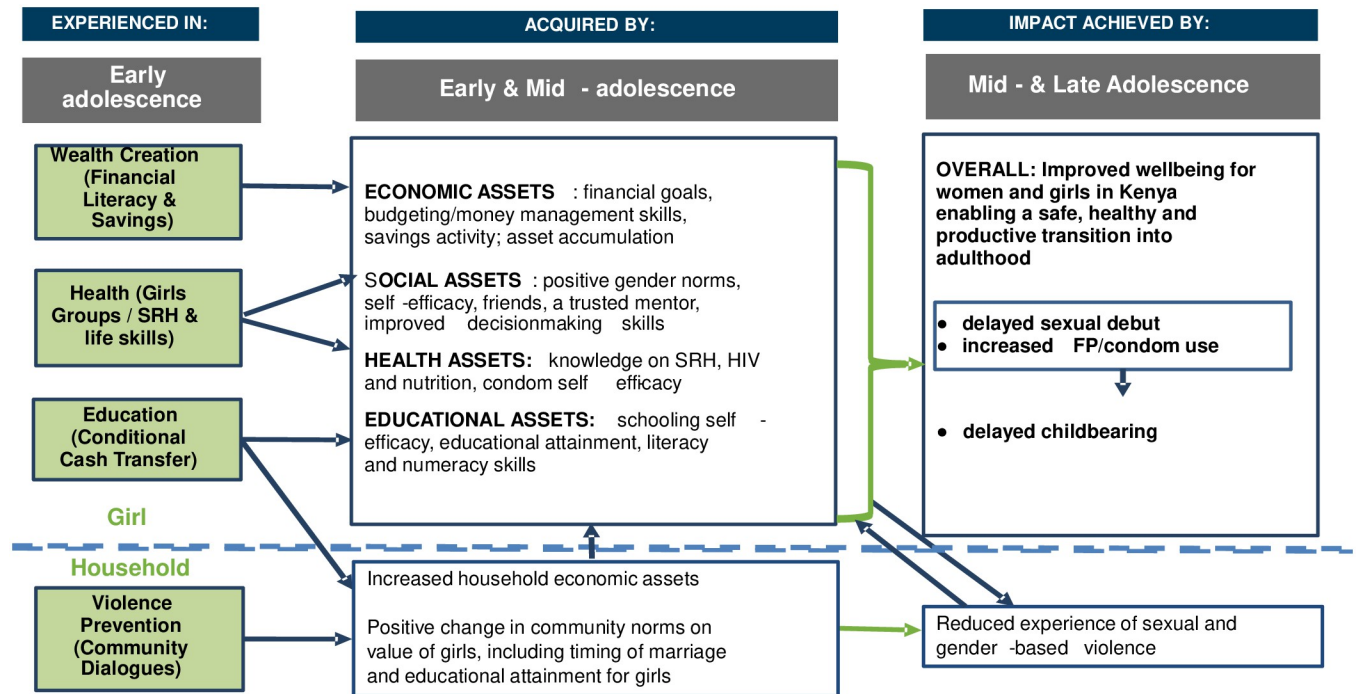 EXPERIENCED IN:
ACQUIRED BY:
IMPACT ACHIEVED BY:
Early
adolescence
Early & Mid - adolescence
Mid - & Late Adolescence
Wealth Creation
(Financial
Literacy &
Savings)
Health (Girls
Groups / SRH &
life skills)
Education
(Conditional
Cash Transfer)
Girl
ECONOMIC ASSETS : financial goals,
budgeting/money management skills,
savings activity; asset accumulation
SOCIAL ASSETS : positive gender norms,
self -efficacy, friends, a trusted mentor,
improved decisionmaking skills
HEALTH ASSETS: knowledge on SRH, HIV
and nutrition, condom self efficacy
EDUCATIONAL ASSETS: schooling self -
efficacy, educational attainment, literacy
and numeracy skills
OVERALL: Improved wellbeing for
women and girls in Kenya
enabling a safe, healthy and
productive transition into
adulthood
● delayed sexual debut
● increased FP/condom use
● delayed childbearing
Household
Violence
Prevention
(Community
Dialogues)
Increased household economic assets
Positive change in community norms on
value of girls, including timing of marriage
and educational attainment for girls
Reduced experience of sexual and
gender -based violence